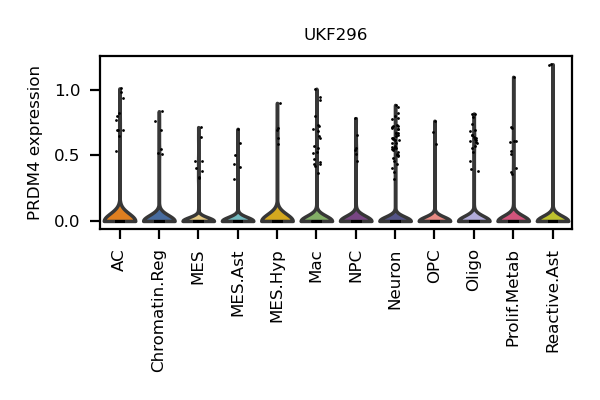 UKF296
PRDM4 expression
1.0
0.5
0.0
AC
Chromatin.Reg
MES
MES.Ast
MES.Hyp
Mac
NPC
Neuron
OPC
Oligo
Prolif.Metab
Reactive.Ast